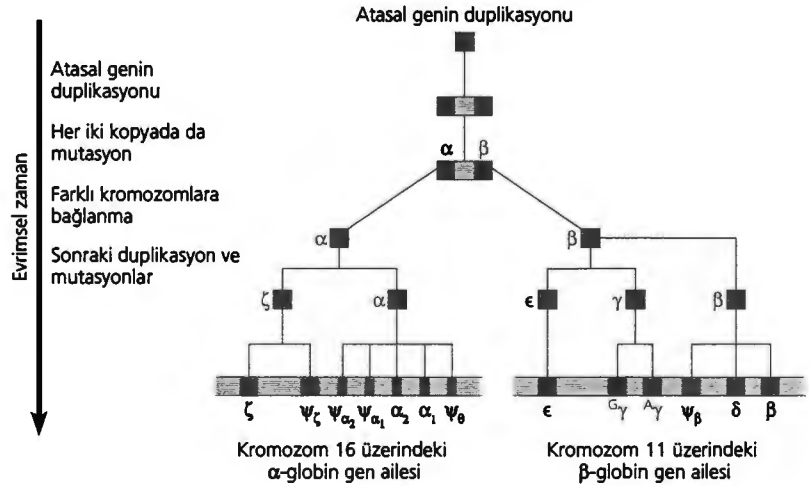 Atasal genin duplikasyonu
Evrimsel zaman
Atasal genin
duplikasyonu
Her iki kopyada da
mutasyon
Farklı kromozomlara
bağlanma
Sonraki duplikasyon ve
mutasyonlar
α β
α β
ζ α ϵ γ β
ζ ψζ ψα2 ψα1 α2 α1 ψθ ϵ Gγ Aγ ψβ δ β
Kromozom 16 üzerindeki
α-globin gen ailesi
Kromozom 11 üzerindeki
β-globin gen ailesi